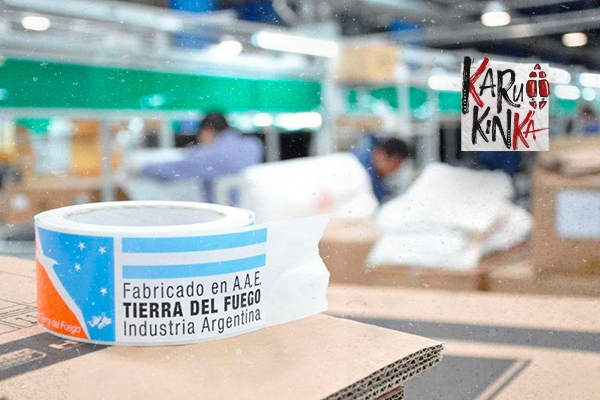 KARU
KINKA
Fabricado en A.A.E.
TIERRA DEL FUEGO
Industria Argentina
Tierra del Fuego